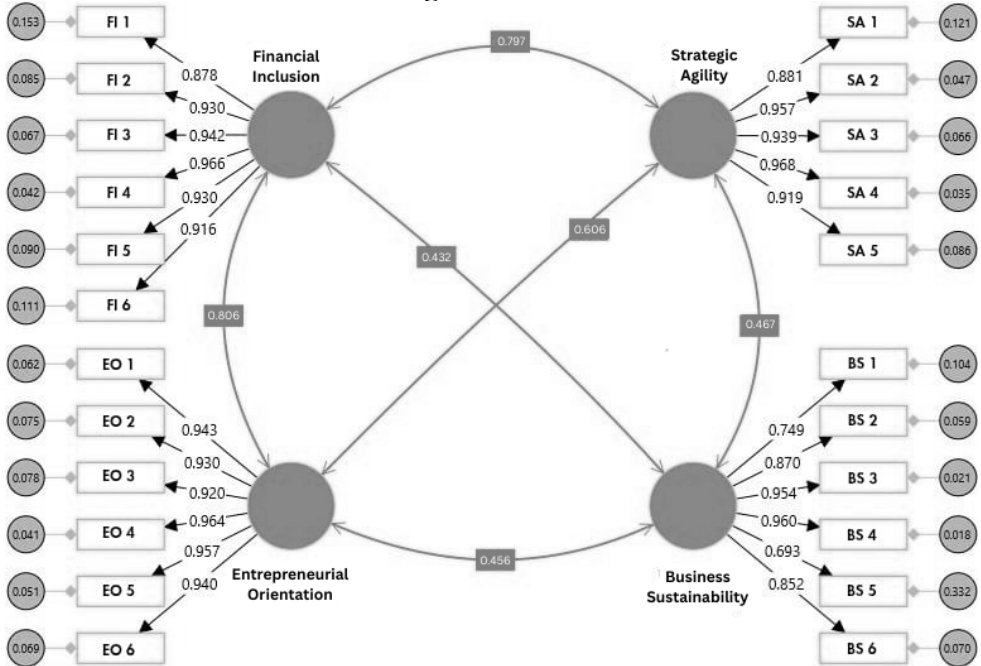 0.153 FI 1
0.085 FI 2
0.067 FI 3
0.042 FI 4
0.090 FI 5
0.111 FI 6
0.878
0.930
0.942
0.966
0.930
0.916
Financial
Inclusion
0.797
Strategic
Agility
0.881
0.957
0.939
0.968
0.919
SA 1 0.121
SA 2 0.047
SA 3 0.066
SA 4 0.035
SA 5 0.086
0.606
0.432
0.806
0.467
0.062 EO 1
0.075 EO 2
0.078 EO 3
0.041 EO 4
0.051 EO 5
0.069 EO 6
0.943
0.930
0.920
0.964
0.957
0.940
Entrepreneurial
Orientation
0.456
Business
Sustainability
0.749
0.870
0.954
0.960
0.693
0.852
BS 1 0.104
BS 2 0.059
BS 3 0.021
BS 4 0.018
BS 5 0.332
BS 6 0.070